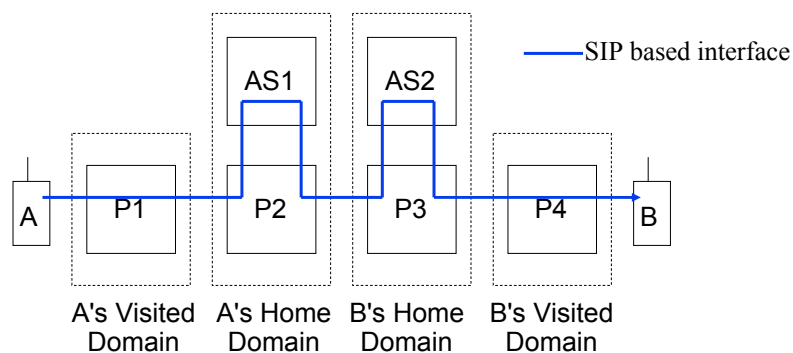 SIP based interface
AS1
AS2
A
P1
P2
P3
P4
B
A's Visited
Domain
A's Home
Domain
B's Home
Domain
B's Visited
Domain